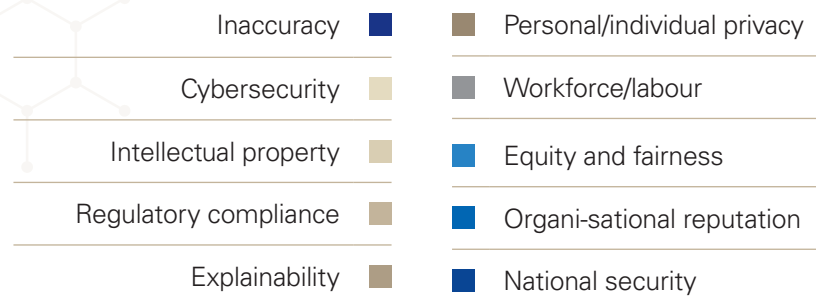 Inaccuracy
Cybersecurity
Intellectual property
Regulatory compliance
Explainability
Personal/individual privacy
Workforce/labour
Equity and fairness
Organi-sational reputation
National security